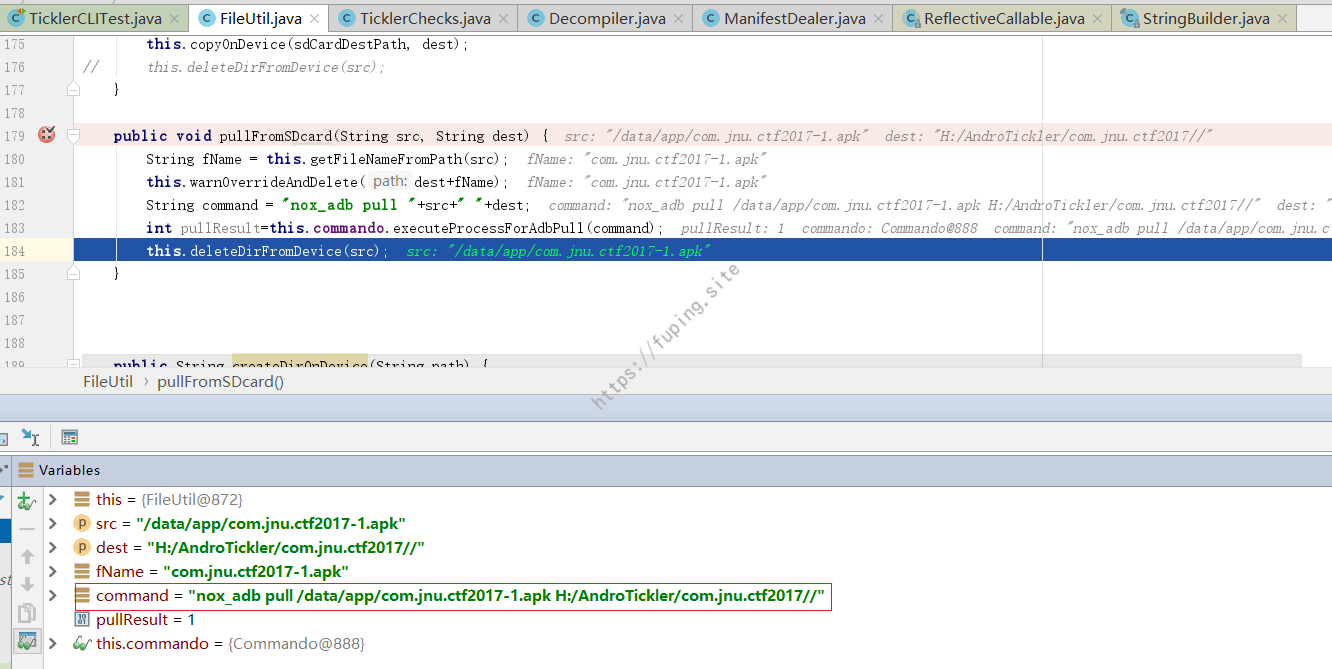 TicklerCLITest.java × FileUtil.java × TicklerChecks.java × Decompiler.java × ManifestDealer.java × ReflectiveCallable.java × StringBuilder.java ×
175 this.copyOnDevice(sdCardDestPath, dest);
176 // this.deleteDirFromDevice(src);
177 }
178
179 public void pullFromSDcard(String src, String dest) { src: "/data/app/com.jnu.ctf2017-1.apk" dest: "H:/AndroTickler/com.jnu.ctf2017//"
180 String fName = this.getFileNameFromPath(src); fName: "com.jnu.ctf2017-1.apk"
181 this.warnOverrideAndDelete( path: dest+fName); fName: "com.jnu.ctf2017-1.apk"
182 String command = "nox_adb pull "+src+" "+dest; command: "nox_adb pull /data/app/com.jnu.ctf2017-1.apk H:/AndroTickler/com.jnu.ctf2017//" dest: "
183 int pullResult=this.commando.executeProcessForAdbPull(command); pullResult: 1 commando: Commando@888 command: "nox_adb pull /data/app/com.jnu.c
184 this.deleteDirFromDevice(src); src: "/data/app/com.jnu.ctf2017-1.apk"
185 }
186
187
188
189 public String createDirOnDevice(String path) {
https://fuping.site
FileUtil › pullFromSDcard()
Variables
this = {FileUtil@872}
src = "/data/app/com.jnu.ctf2017-1.apk"
dest = "H:/AndroTickler/com.jnu.ctf2017//"
fName = "com.jnu.ctf2017-1.apk"
command = "nox_adb pull /data/app/com.jnu.ctf2017-1.apk H:/AndroTickler/com.jnu.ctf2017//"
pullResult = 1
this.commando = {Commando@888}